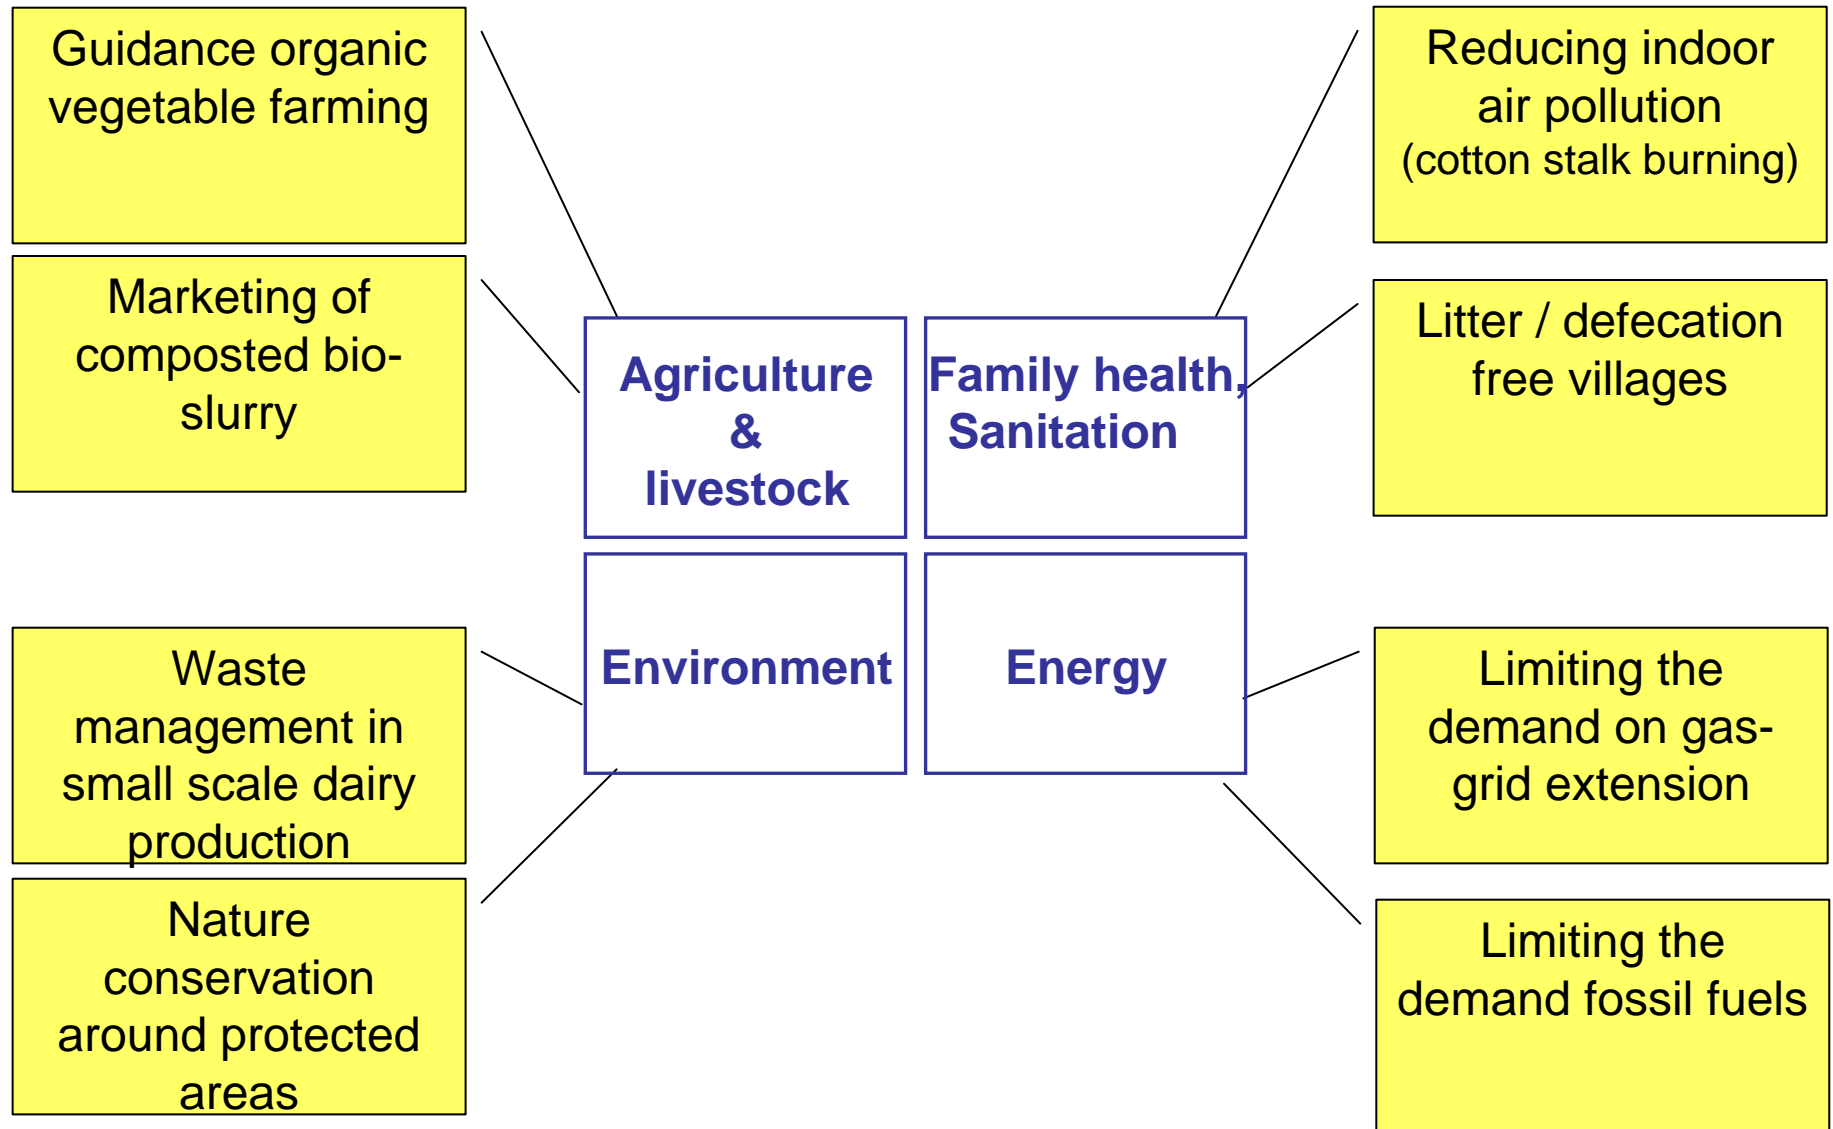 Guidance organic
vegetable farming
Marketing of
composted bio-
slurry
Waste
management in
small scale dairy
production
Nature
conservation
around protected
areas
Agriculture
&
livestock
Family health,
Sanitation
Environment
Energy
Reducing indoor
air pollution
(cotton stalk burning)
Litter / defecation
free villages
Limiting the
demand on gas-
grid extension
Limiting the
demand fossil fuels